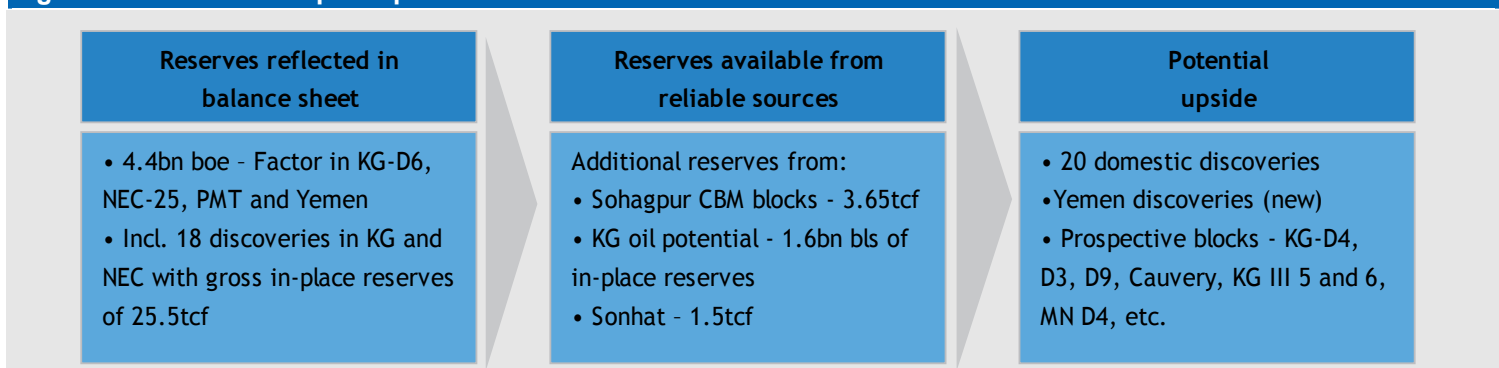 Reserves reflected in
balance sheet
• 4.4bn boe – Factor in KG-D6,
NEC-25, PMT and Yemen
• Incl. 18 discoveries in KG and
NEC with gross in-place reserves
of 25.5tcf
Reserves available from
reliable sources
Additional reserves from:
• Sohagpur CBM blocks - 3.65tcf
• KG oil potential - 1.6bn bls of
in-place reserves
• Sonhat – 1.5tcf
Potential
upside
• 20 domestic discoveries
•Yemen discoveries (new)
• Prospective blocks - KG-D4,
D3, D9, Cauvery, KG III 5 and 6,
MN D4, etc.